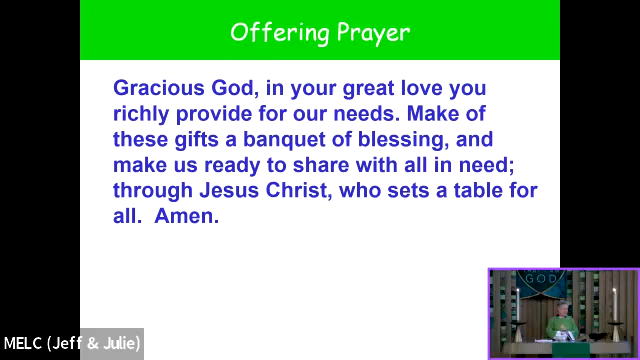 Offering Prayer
Gracious God, in your great love you
richly provide for our needs. Make of
these gifts a banquet of blessing, and
make us ready to share with all in need;
through Jesus Christ, who sets a table for
all.  Amen.
GOD
MELC (Jeff & Julie)